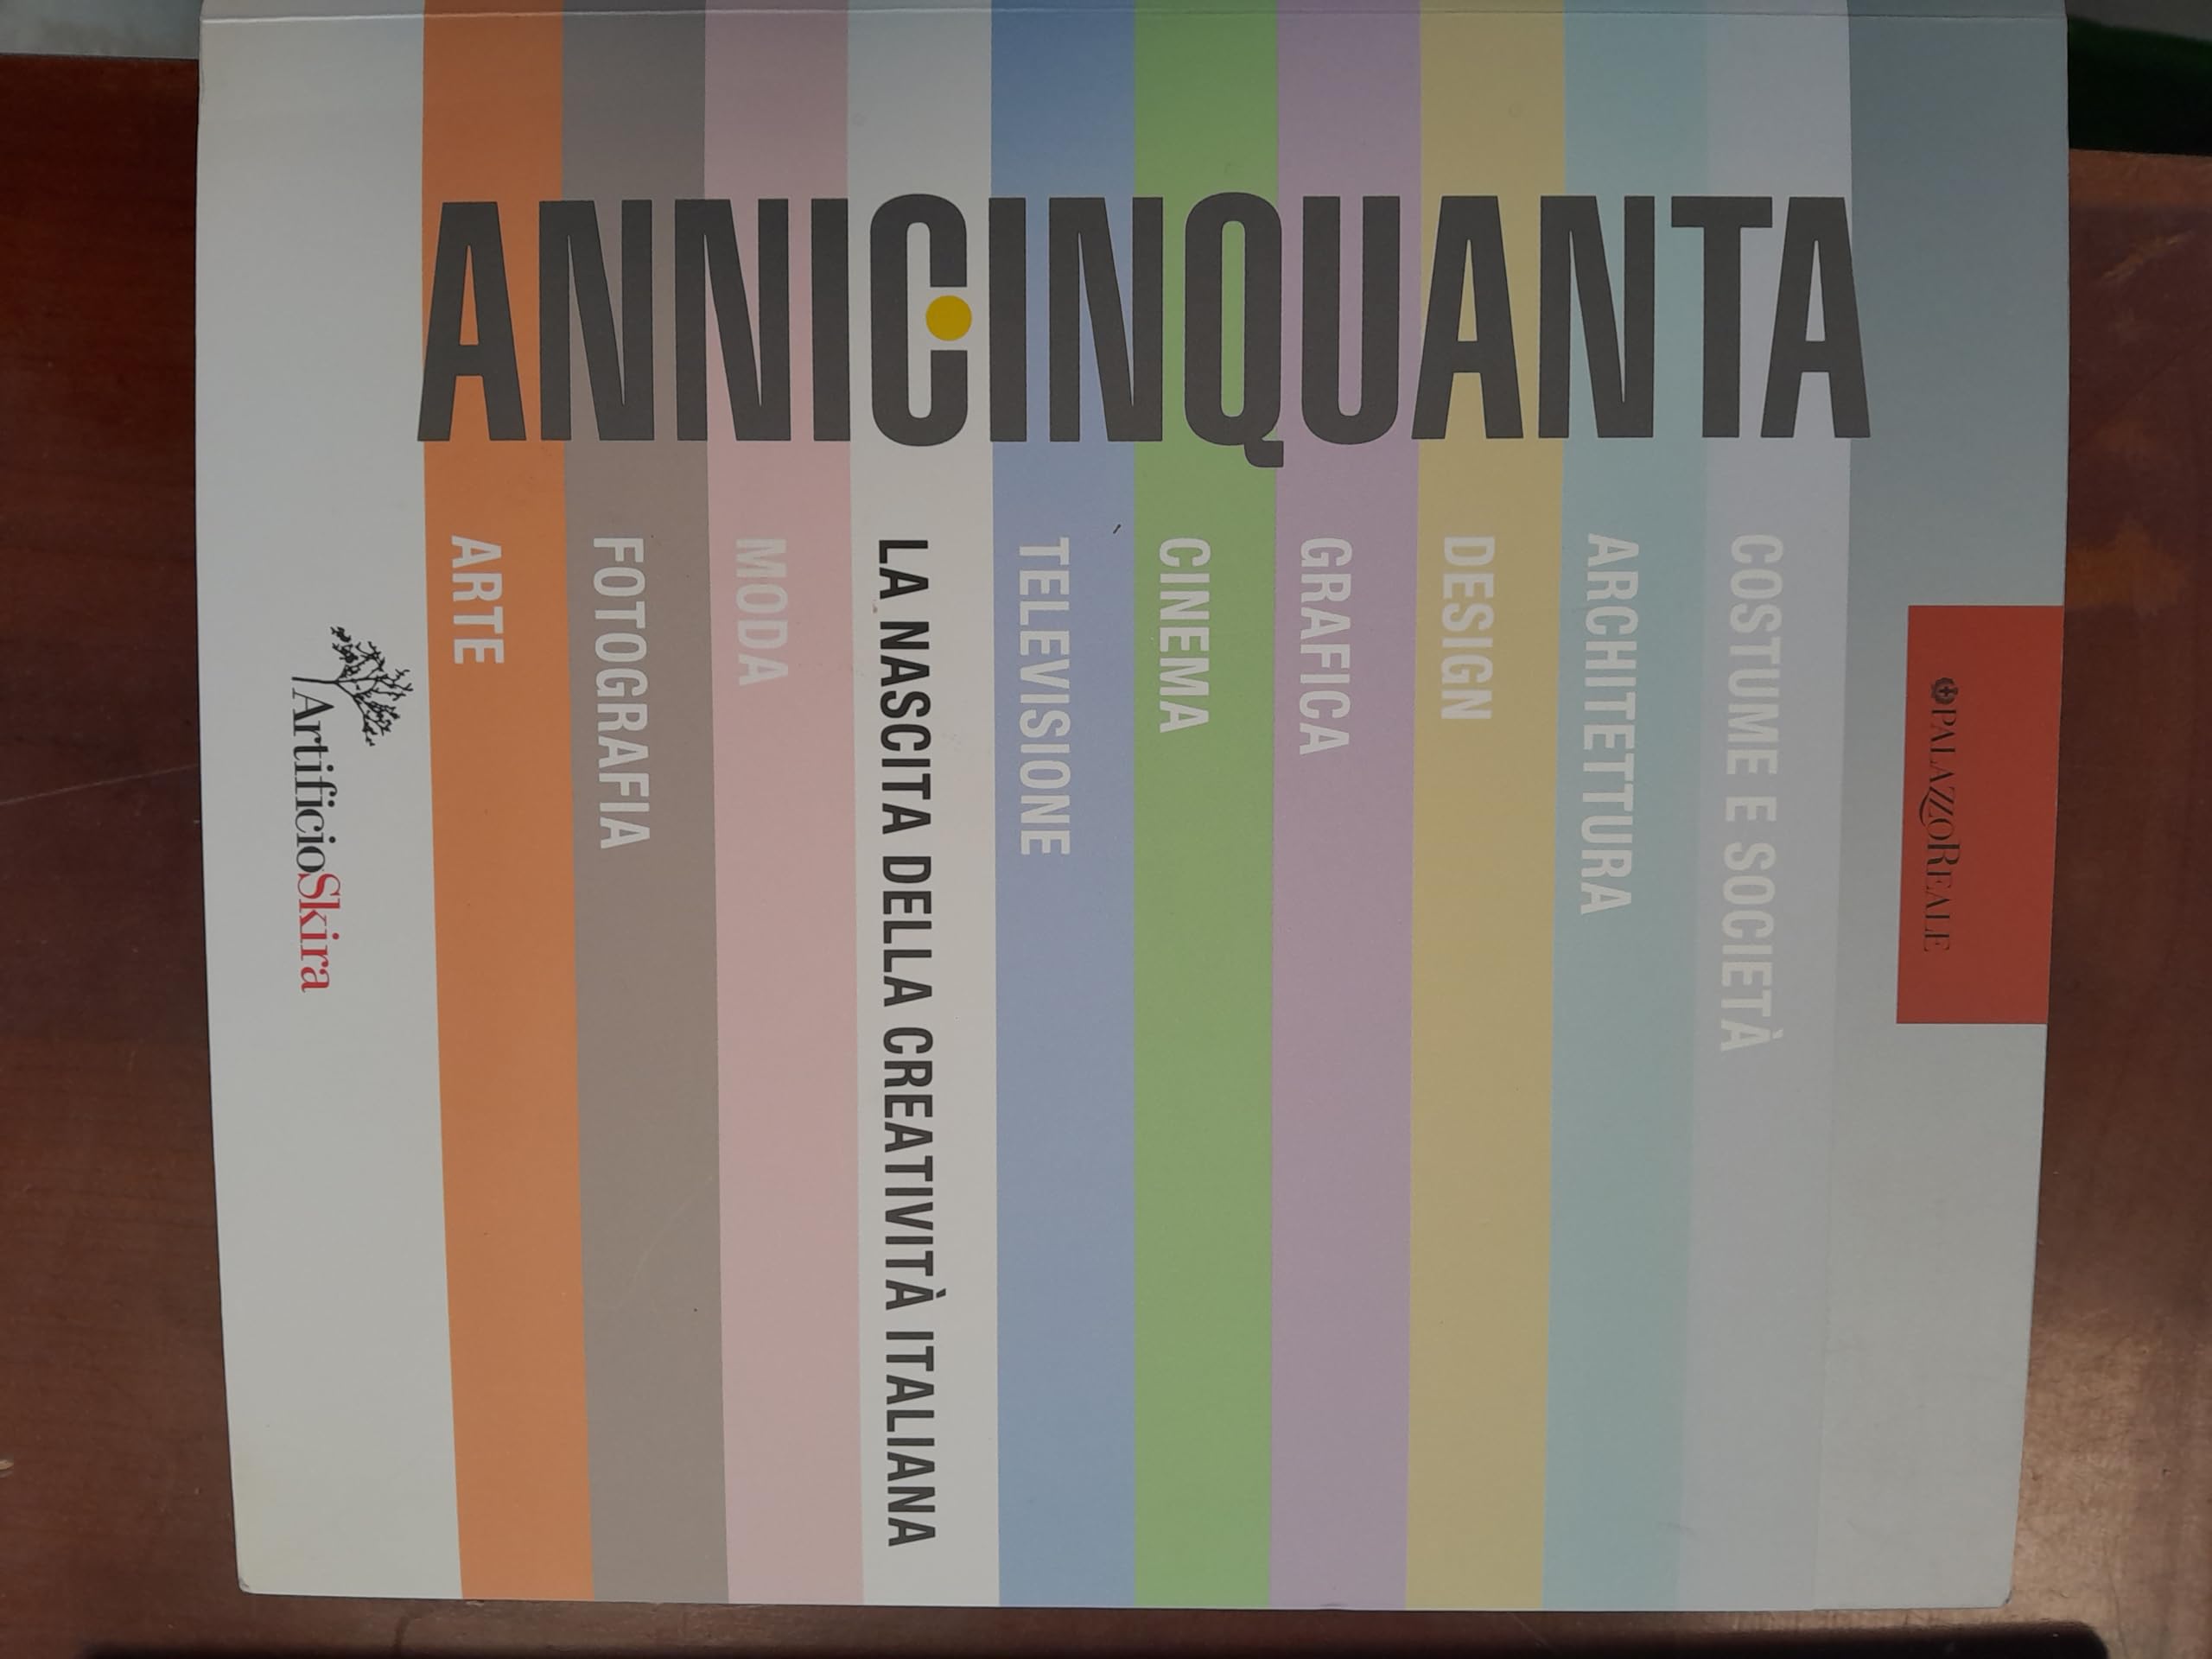 ANNICINQUANTA
PALAZZOREALE
COSTUME E SOCIETÀ
ARCHITETTURA
DESIGN
GRAFICA
CINEMA
TELEVISIONE
LA NASCITA DELLA CREATIVITÀ ITALIANA
MODA
FOTOGRAFIA
ARTE
ArtificioSkira